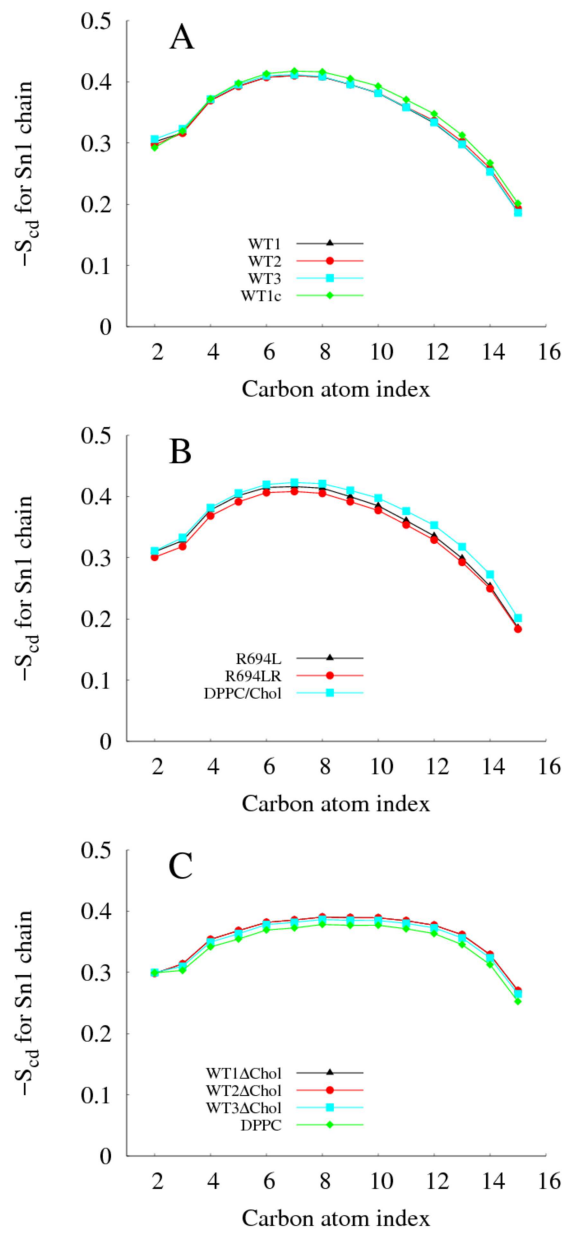 A
0.5
0.4
0.3
0.2
0.1
0
−Scd for Sn1 chain
WT1
WT2
WT3
WT1c
2 4 6 8 10 12 14 16
Carbon atom index
B
0.5
0.4
0.3
0.2
0.1
0
−Scd for Sn1 chain
R694L
R694LR
DPPC/Chol
2 4 6 8 10 12 14 16
Carbon atom index
C
0.5
0.4
0.3
0.2
0.1
0
−Scd for Sn1 chain
WT1ΔChol
WT2ΔChol
WT3ΔChol
DPPC
2 4 6 8 10 12 14 16
Carbon atom index